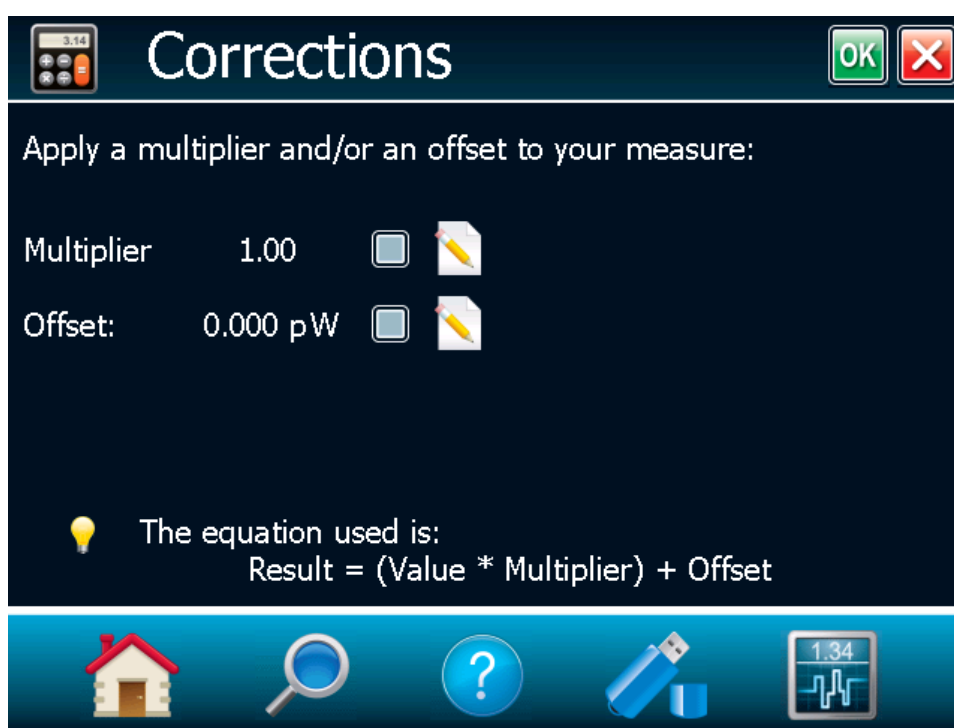 3.14
Corrections
OK
Apply a multiplier and/or an offset to your measure:
Multiplier 1.00
Offset: 0.000 pW
The equation used is:
Result = (Value * Multiplier) + Offset
?
1.34